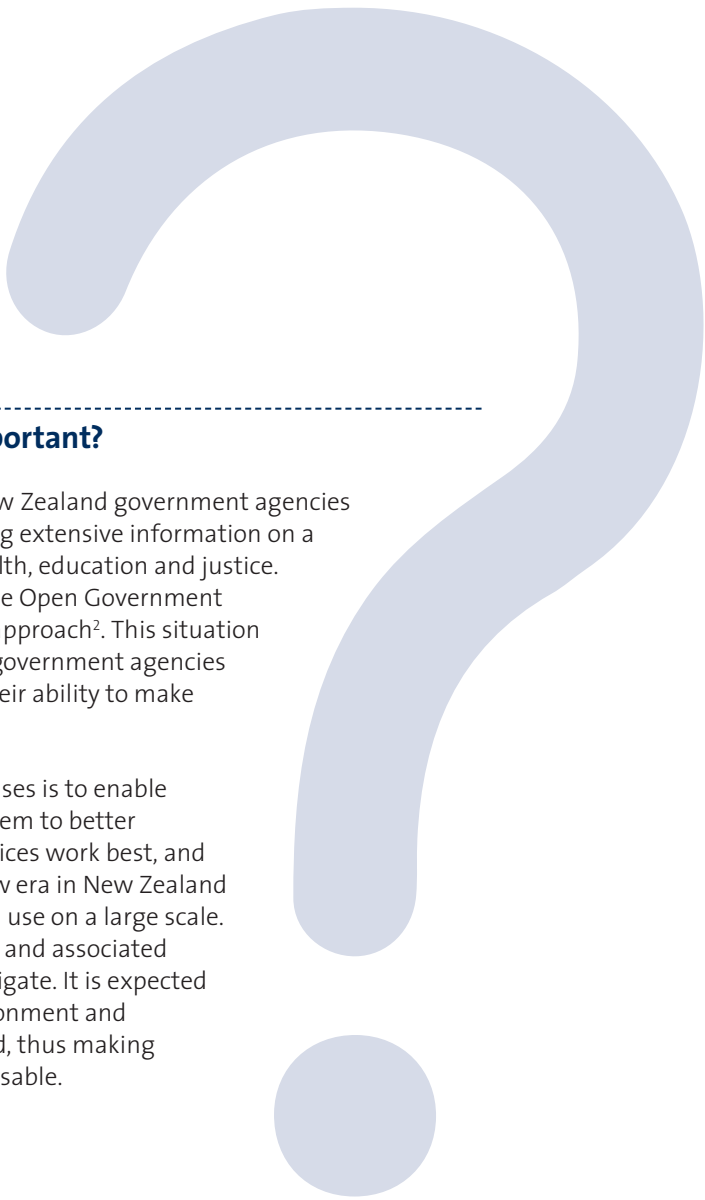 portant?
w Zealand government agencies
g extensive information on a
lth, education and justice.
e Open Government
pproach². This situation
government agencies
eir ability to make
ses is to enable
em to better
ices work best, and
w era in New Zealand
use on a large scale.
and associated
igate. It is expected
onment and
d, thus making
sable.
?